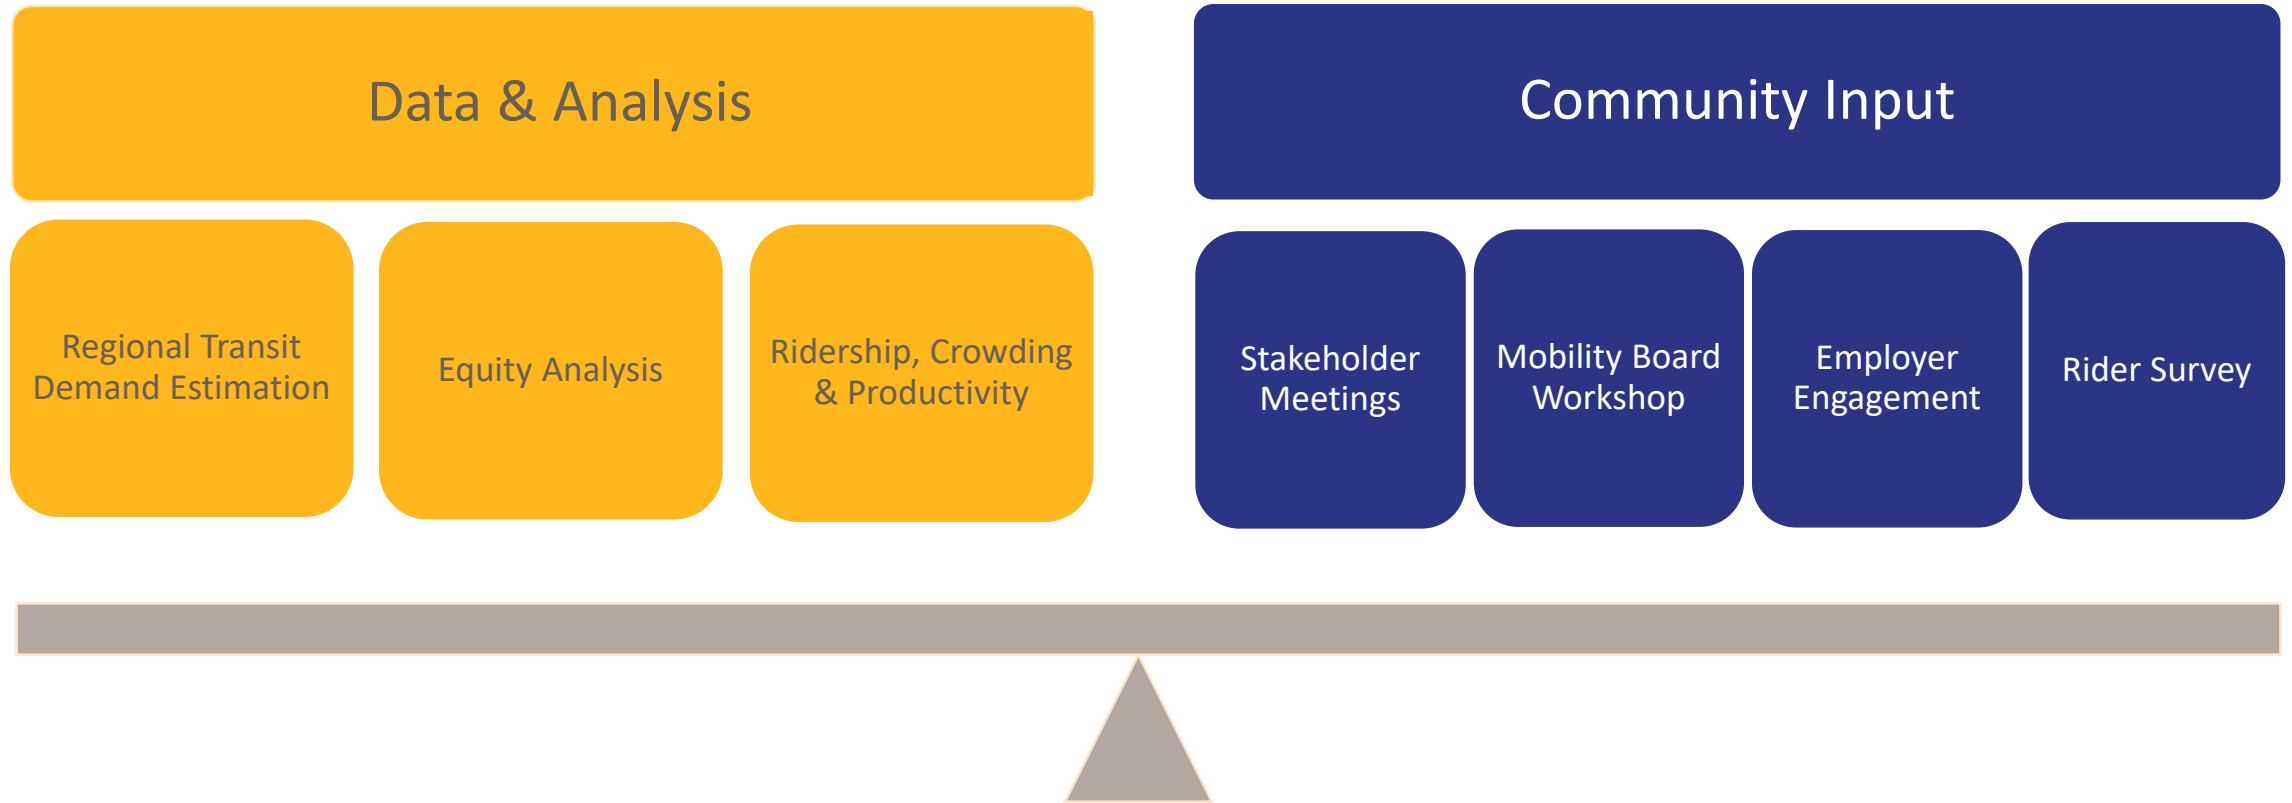 Data & Analysis
Community Input
Regional Transit
Demand Estimation
Equity Analysis
Ridership, Crowding
& Productivity
Stakeholder
Meetings
Mobility Board
Workshop
Employer
Engagement
Rider Survey